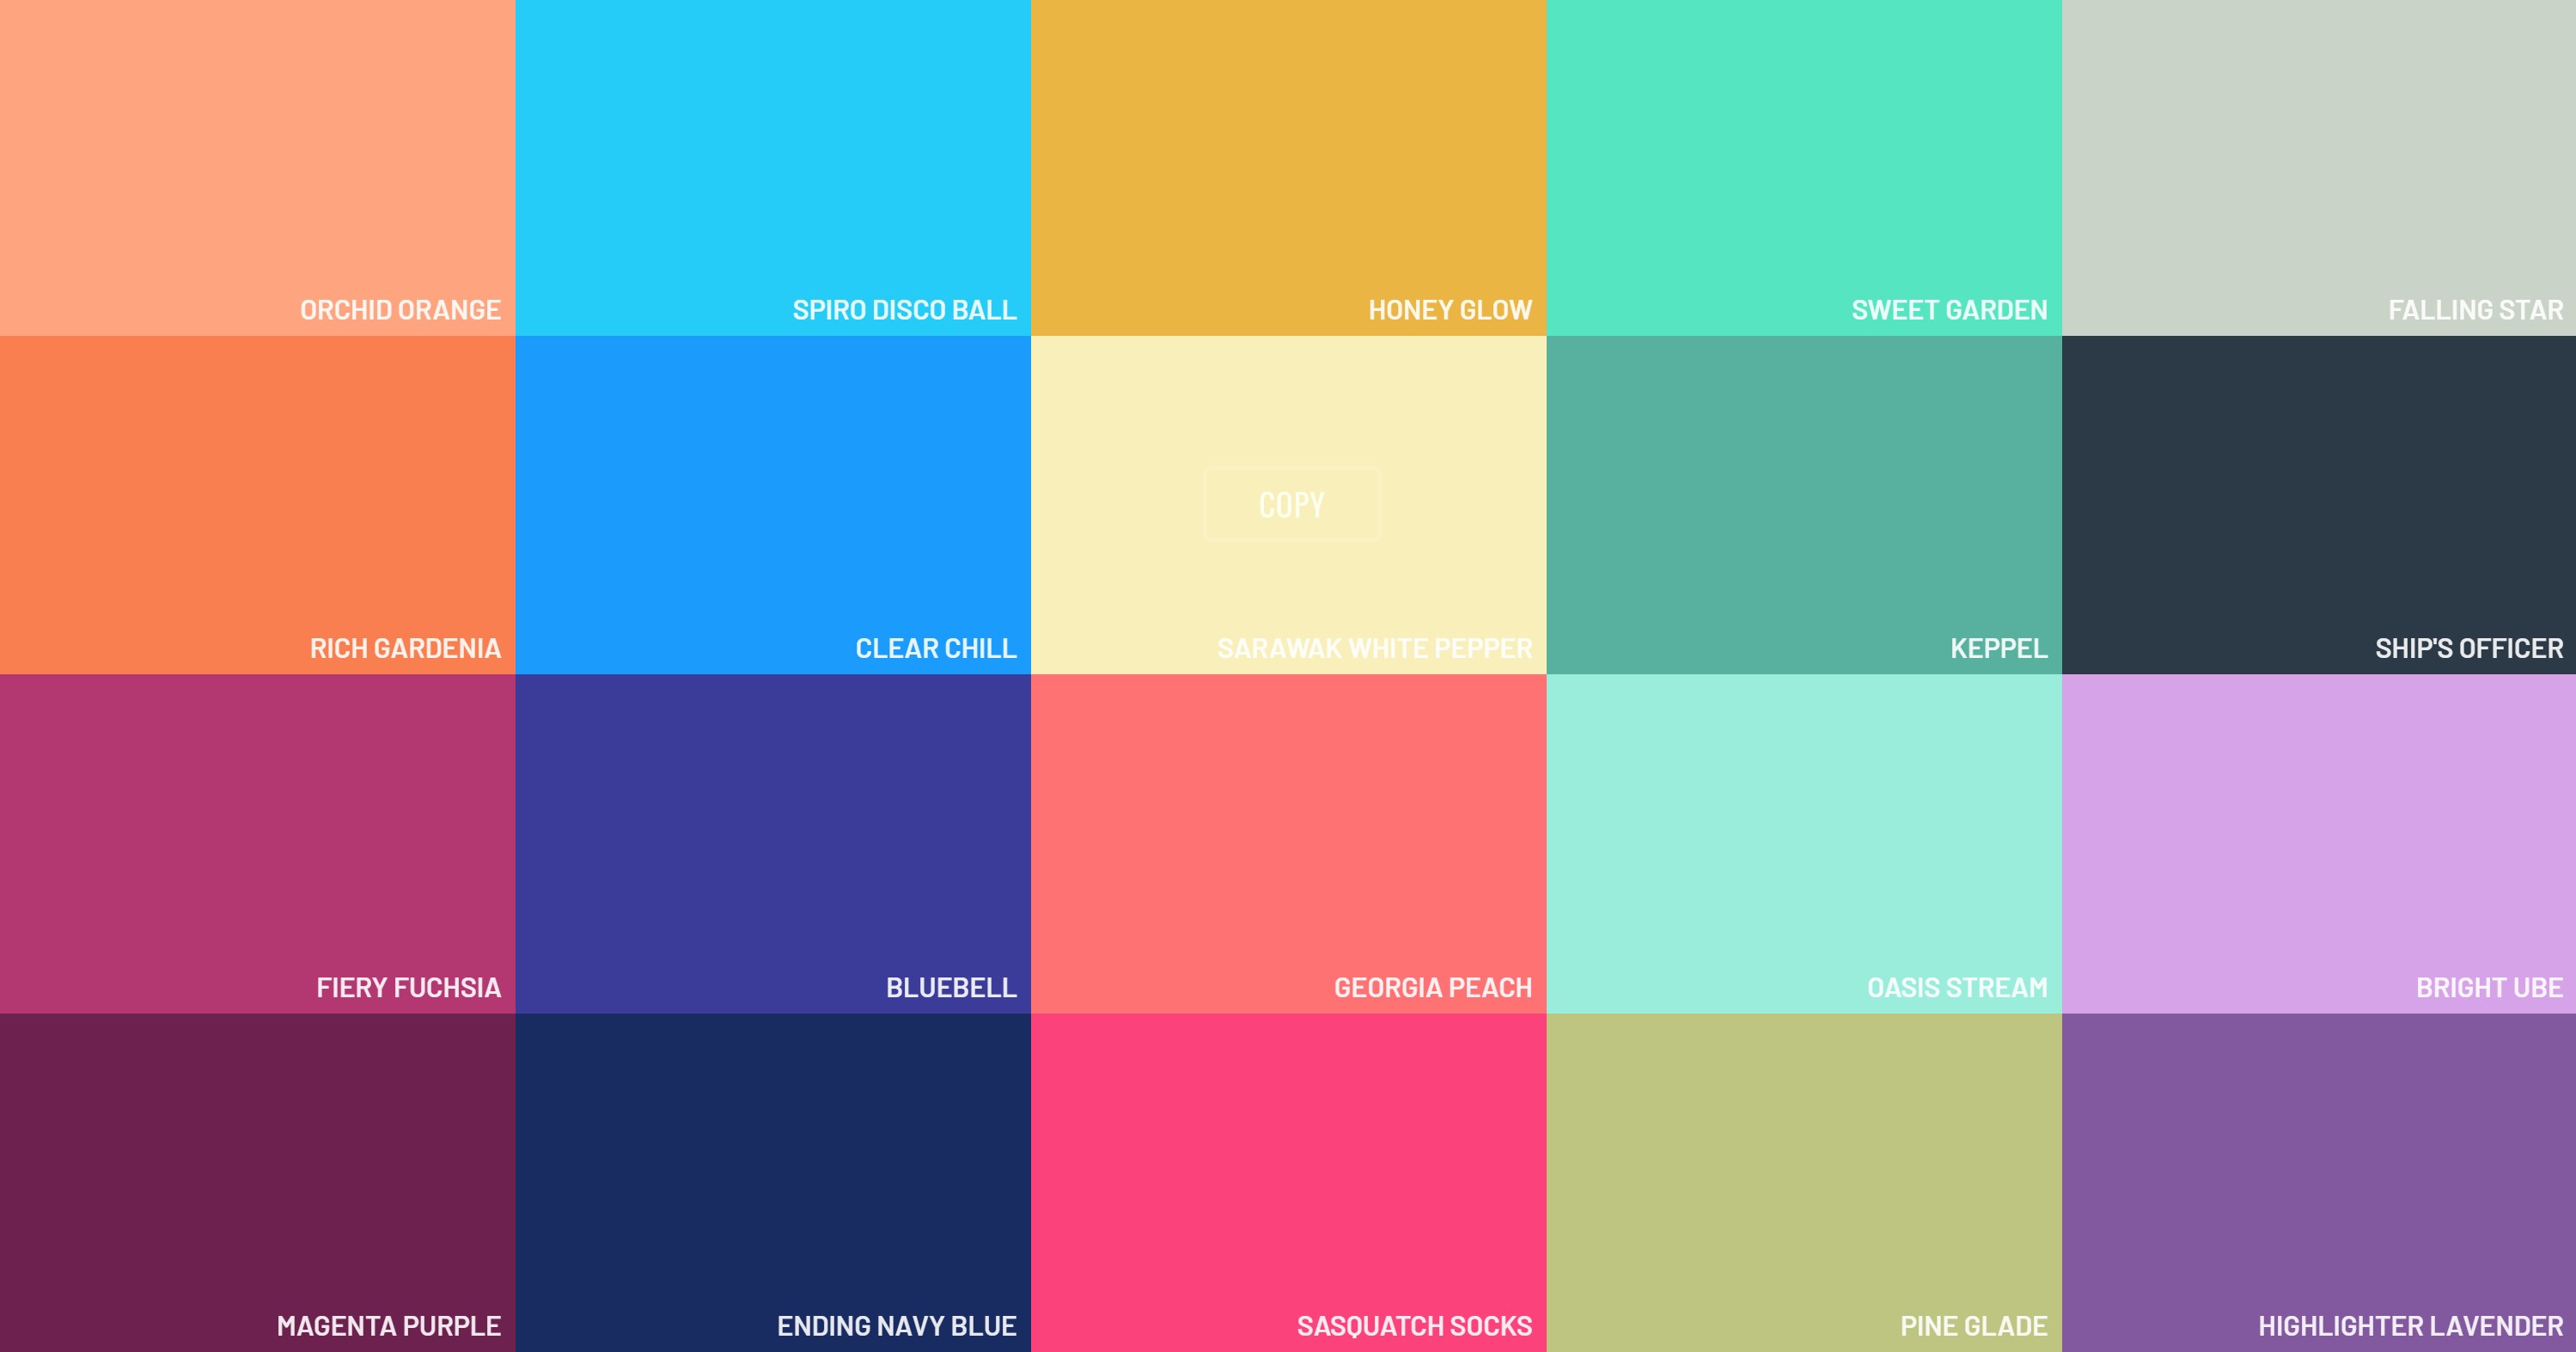 ORCHID ORANGE
SPIRO DISCO BALL
HONEY GLOW
SWEET GARDEN
FALLING STAR
RICH GARDENIA
CLEAR CHILL
COPY
SARAWAK WHITE PEPPER
KEPPEL
SHIP'S OFFICER
FIERY FUCHSIA
BLUEBELL
GEORGIA PEACH
OASIS STREAM
BRIGHT UBE
MAGENTA PURPLE
ENDING NAVY BLUE
SASQUATCH SOCKS
PINE GLADE
HIGHLIGHTER LAVENDER